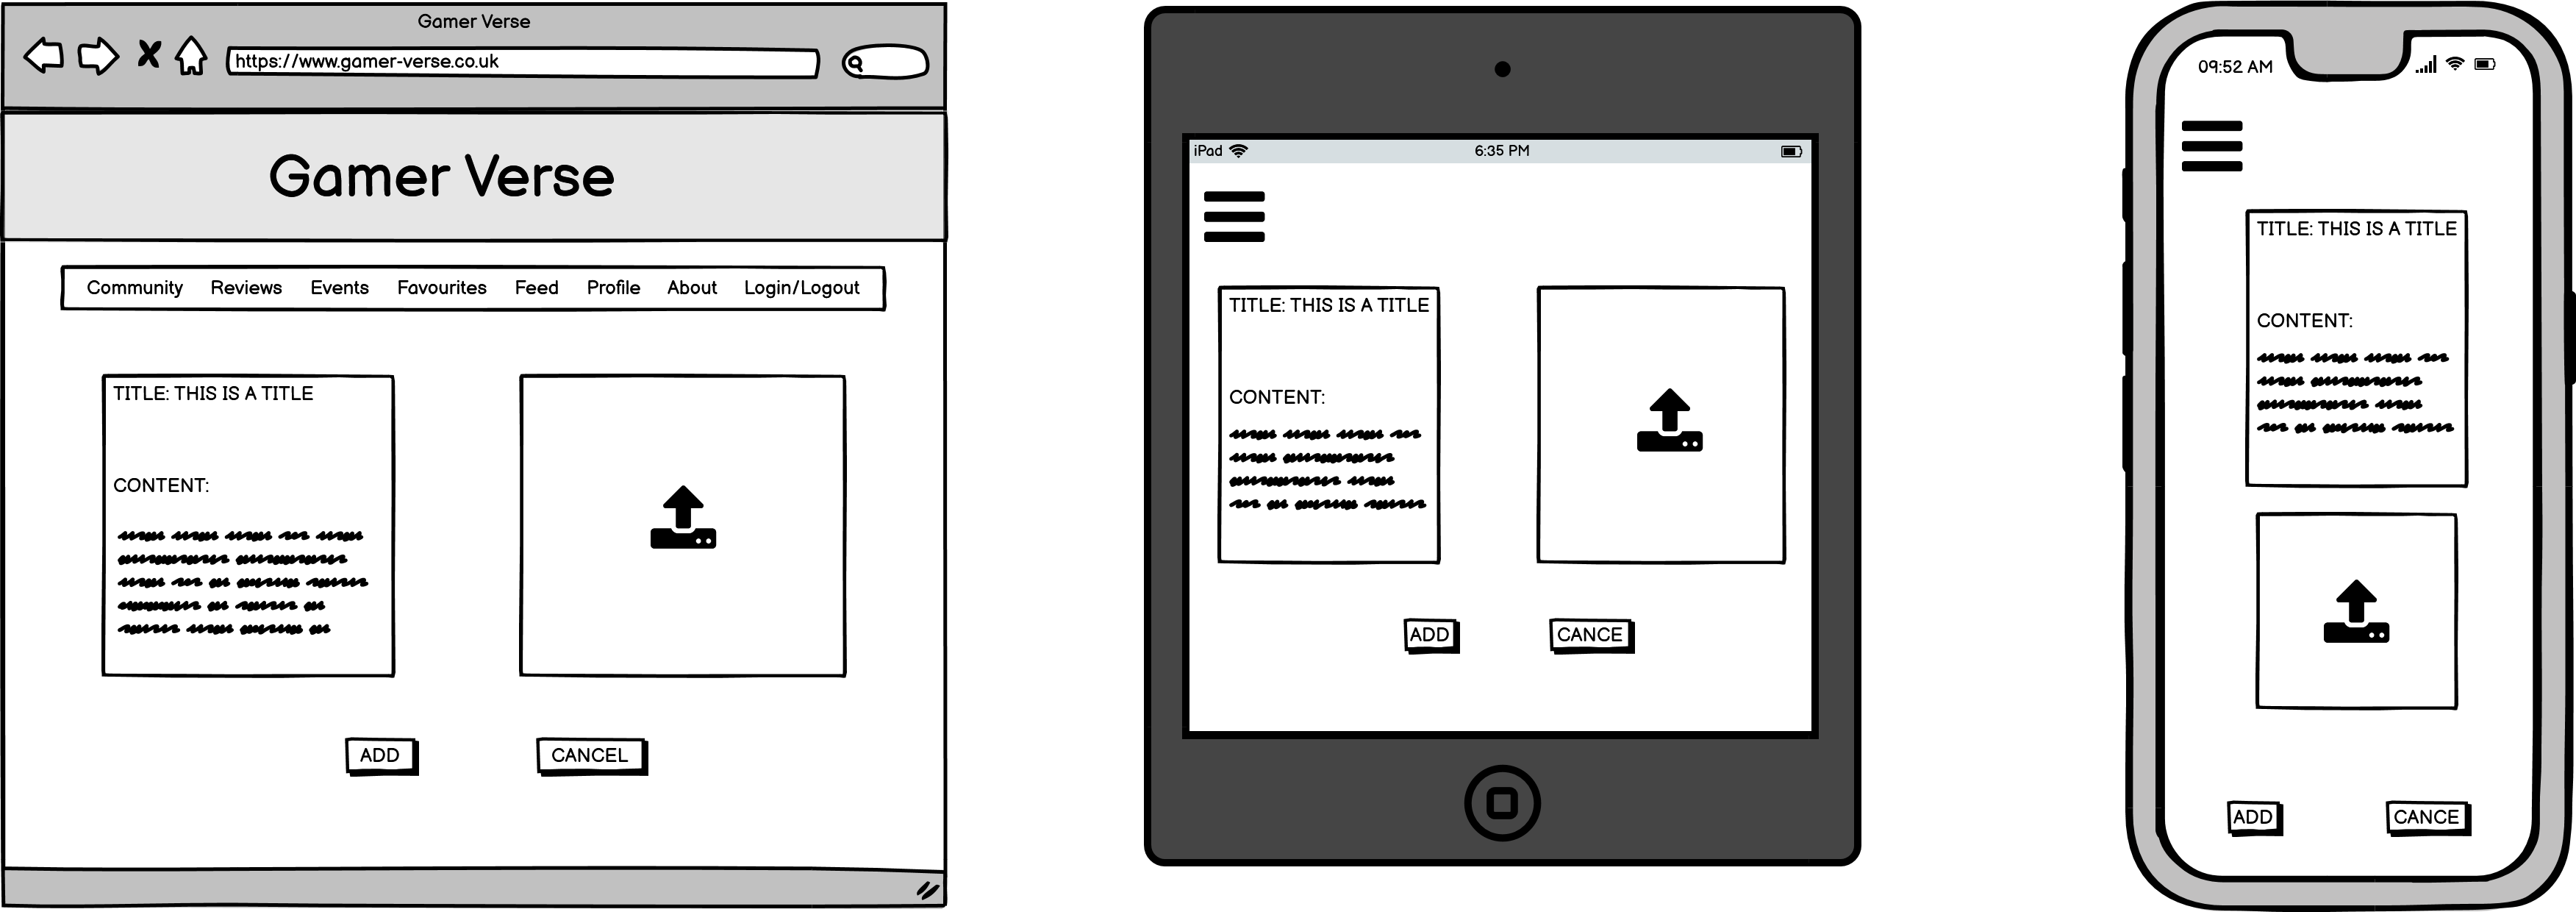 Gamer Verse
https://www.gamer-verse.co.uk
Gamer Verse
Community Reviews Events Favourites Feed Profile About Login/Logout
TITLE: THIS IS A TITLE
CONTENT:
ADD CANCEL
iPad 6:35 PM
TITLE: THIS IS A TITLE
CONTENT:
ADD CANCE
09:52 AM
TITLE: THIS IS A TITLE
CONTENT:
ADD CANCE